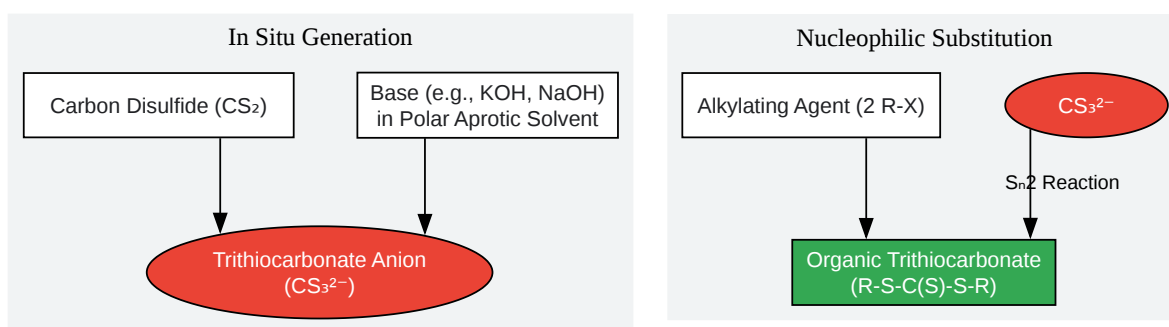 In Situ Generation
Carbon Disulfide (CS₂)
Base (e.g., KOH, NaOH)
in Polar Aprotic Solvent
Trithiocarbonate Anion
(CS₃²⁻)
Nucleophilic Substitution
Alkylating Agent (2 R-X)
CS₃²⁻
Sₙ2 Reaction
Organic Trithiocarbonate
(R-S-C(S)-S-R)